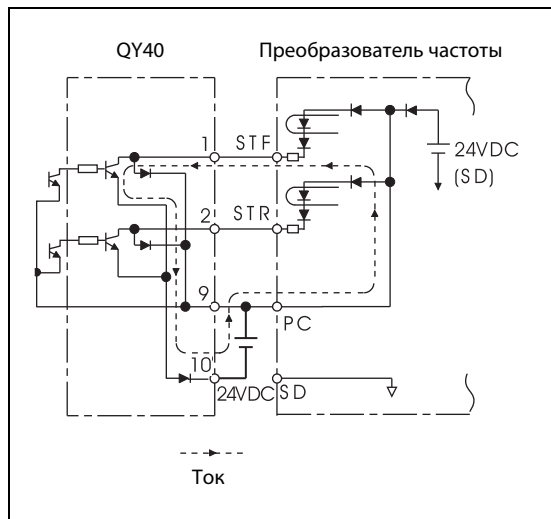 QY40 Преобразователь частоты
1 STF
24VDC
(SD)
2 STR
9
PC
10
24VDC SD
Ток